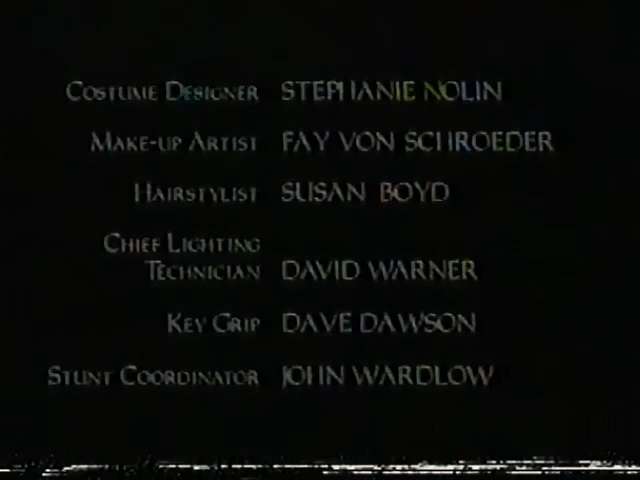 Costume Designer STEPHANIE NOLIN
Make-up Artist FAY VON SCHROEDER
Hairstylist SUSAN BOYD
Chief Lighting
Technician DAVID WARNER
Key Grip DAVE DAWSON
Stunt Coordinator JOHN WARDLOW